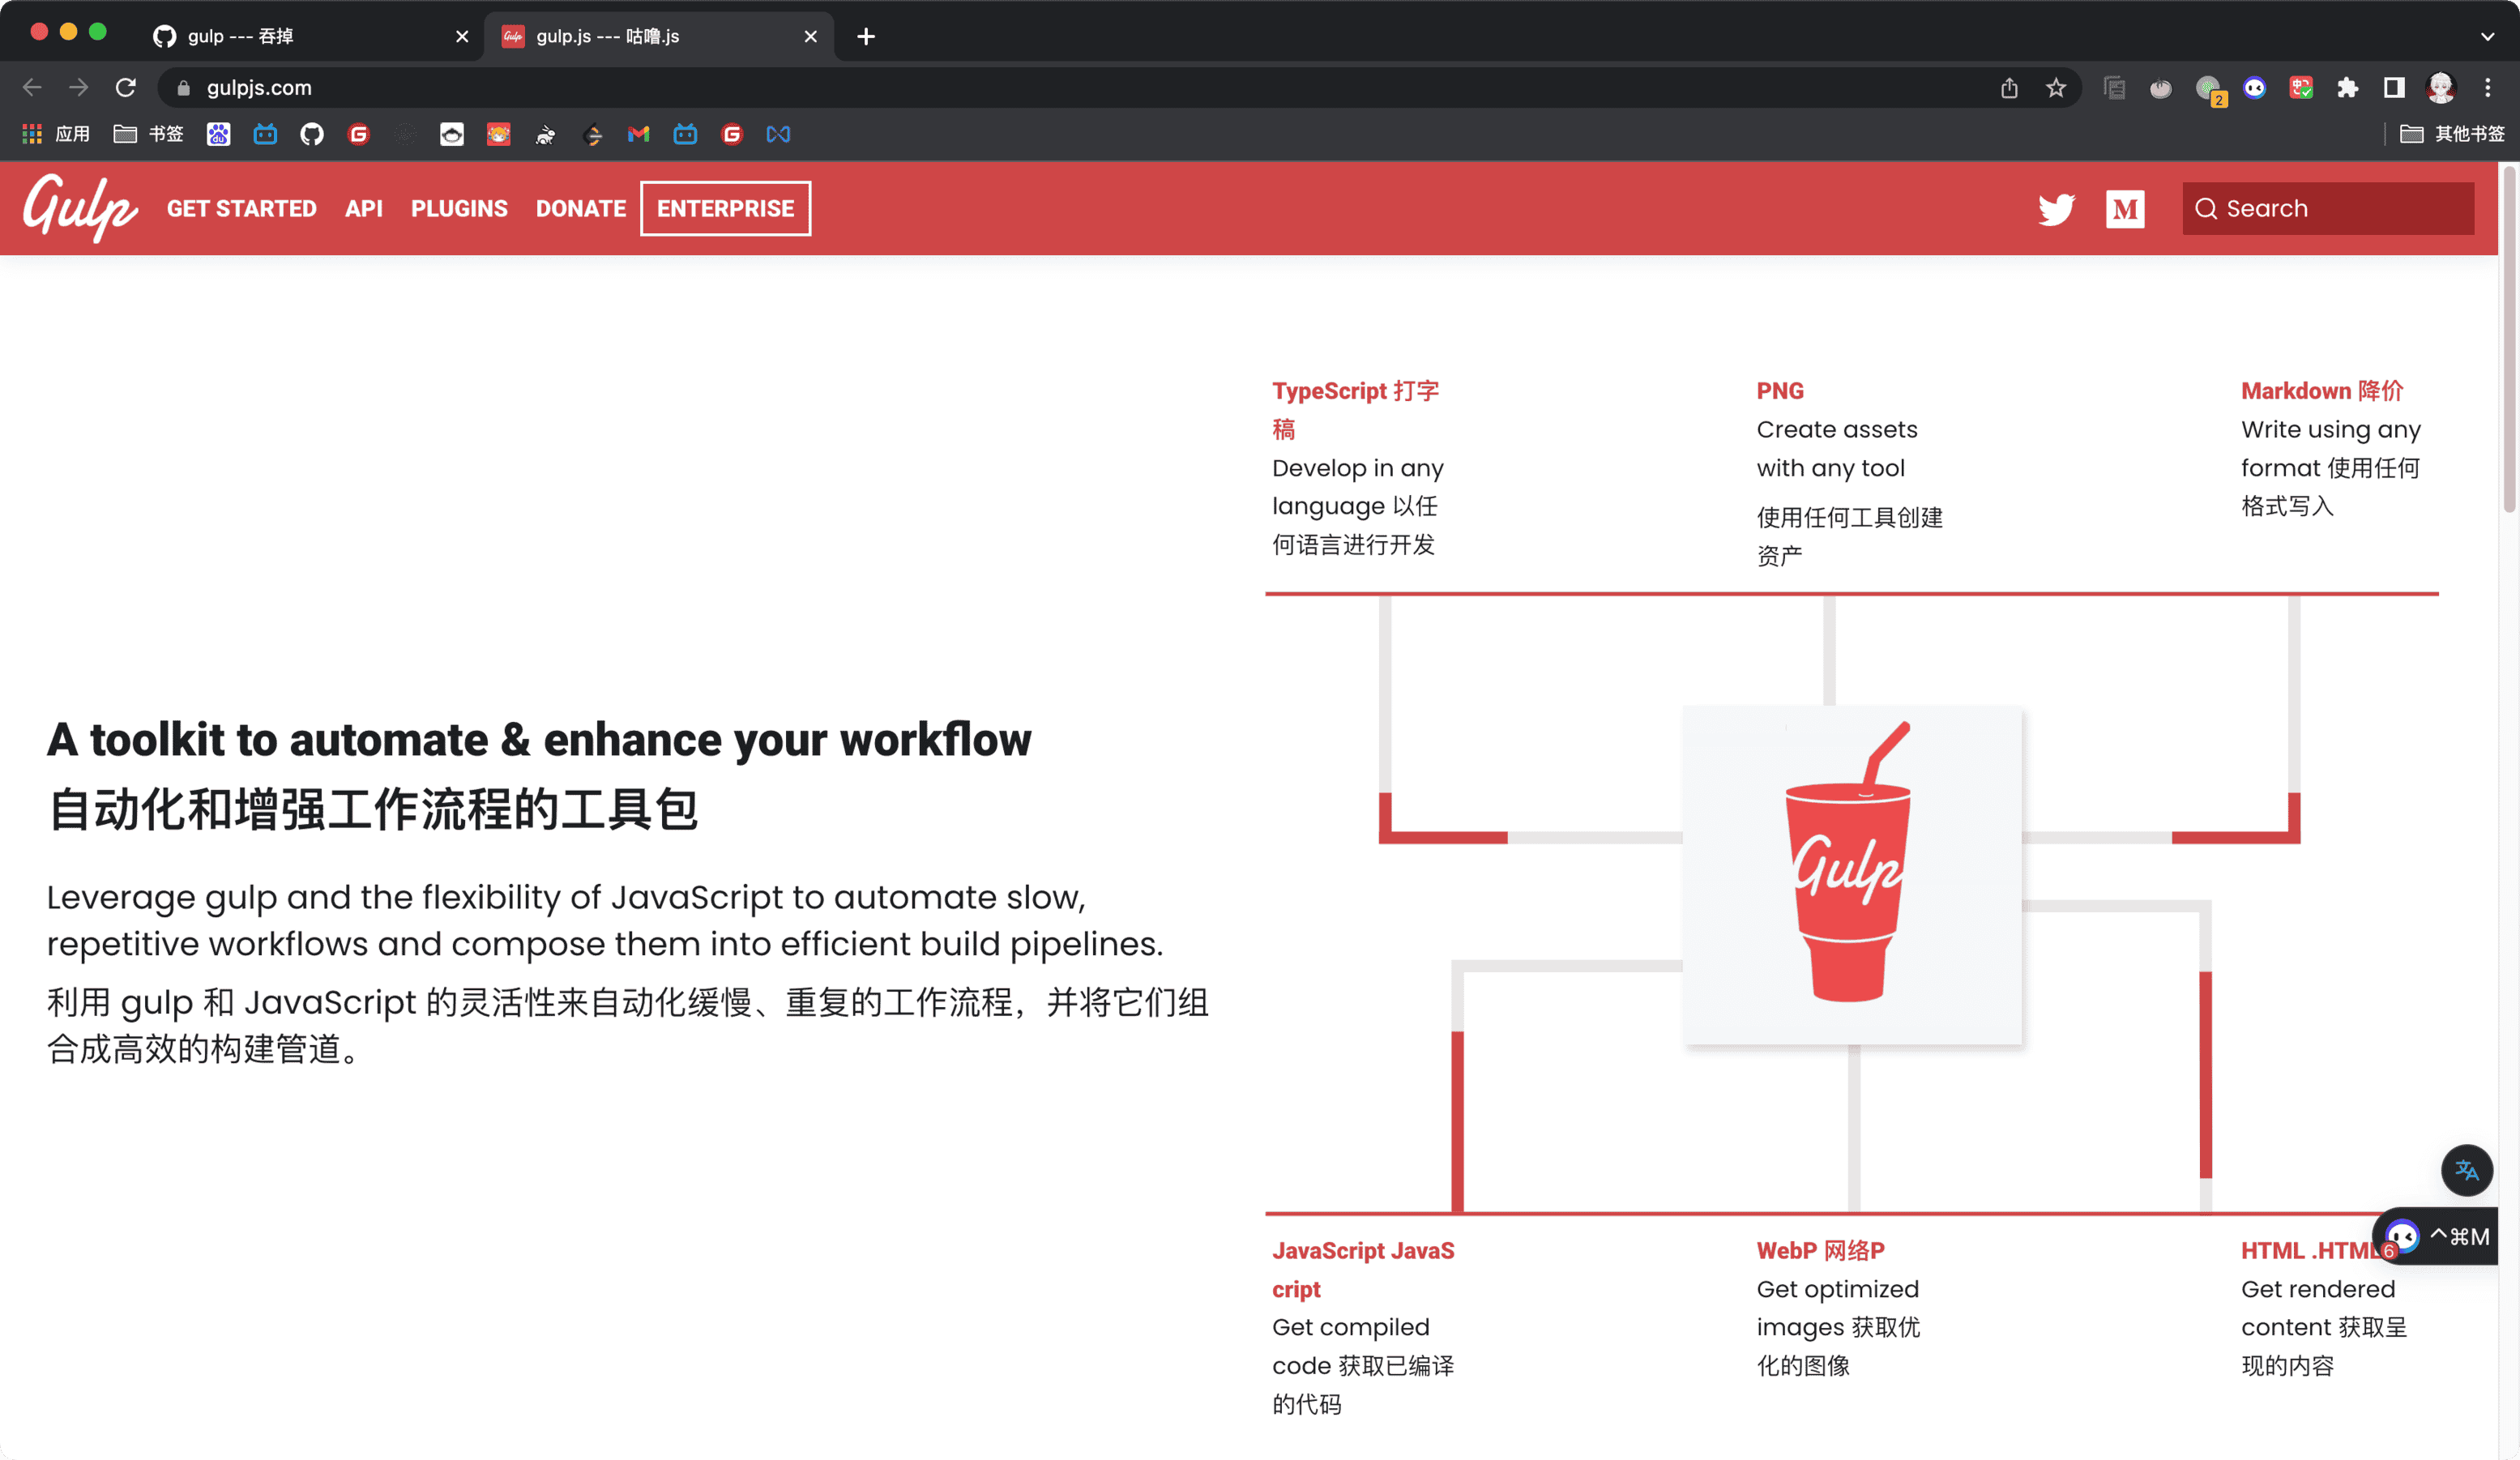 gulp --- 吞掉
gulp.js --- 咕噜.js
gulpjs.com
2
应用
书签
其他书签
Gulp
GET STARTED
API
PLUGINS
DONATE
ENTERPRISE
M
Search
TypeScript 打字
稿
Develop in any
language 以任
何语言进行开发
PNG
Create assets
with any tool
使用任何工具创建
资产
Markdown 降价
Write using any
format 使用任何
格式写入
A toolkit to automate & enhance your workflow
自动化和增强工作流程的工具包
Leverage gulp and the flexibility of JavaScript to automate slow,
repetitive workflows and compose them into efficient build pipelines.
利用 gulp 和 JavaScript 的灵活性来自动化缓慢、重复的工作流程，并将它们组
合成高效的构建管道。
Gulp
JavaScript JavaS
cript
Get compiled
code 获取已编译
的代码
WebP 网络P
Get optimized
images 获取优
化的图像
HTML .HTML
Get rendered
content 获取呈
现的内容
6
^⌘M